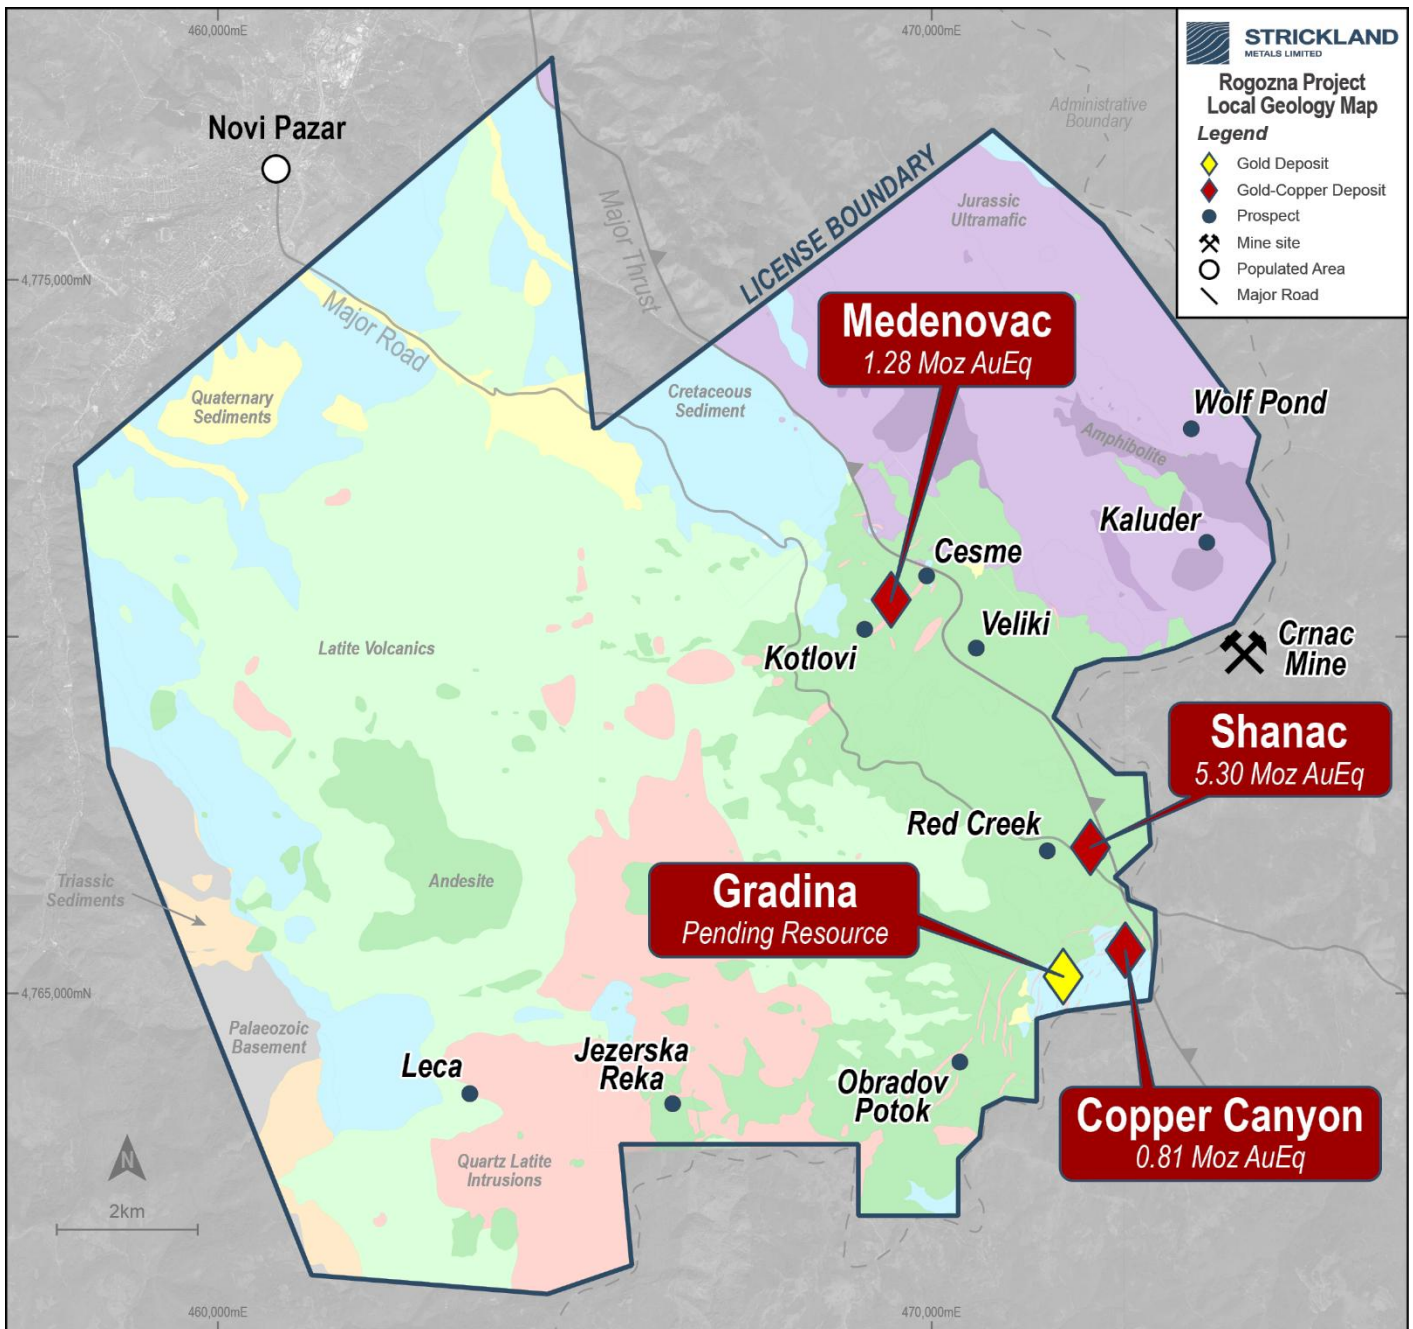 460,000mE
470,000mE
STRICKLAND
METALS LIMITED
Rogozna Project
Local Geology Map
Legend
Gold Deposit
Gold-Copper Deposit
Prospect
Mine site
Populated Area
Major Road
Administrative
Boundary
Novi Pazar
LICENSE BOUNDARY
Jurassic
Ultramafic
Major Thrust
4,775,000mN
Major Road
Medenovac
1.28 Moz AuEq
Quaternary
Sediments
Cretaceous
Sediment
Wolf Pond
Amphibolite
Kaluder
Cesme
Latite Volcanics
Kotlovi
Veliki
Crnac
Mine
Shanac
5.30 Moz AuEq
Red Creek
Triassic
Sediments
Andesite
Gradina
Pending Resource
4,765,000mN
Palaeozoic
Basement
Leca
Jezerska
Reka
Obradov
Potok
Copper Canyon
0.81 Moz AuEq
Quartz Latite
Intrusions
N
2km
460,000mE
470,000mE